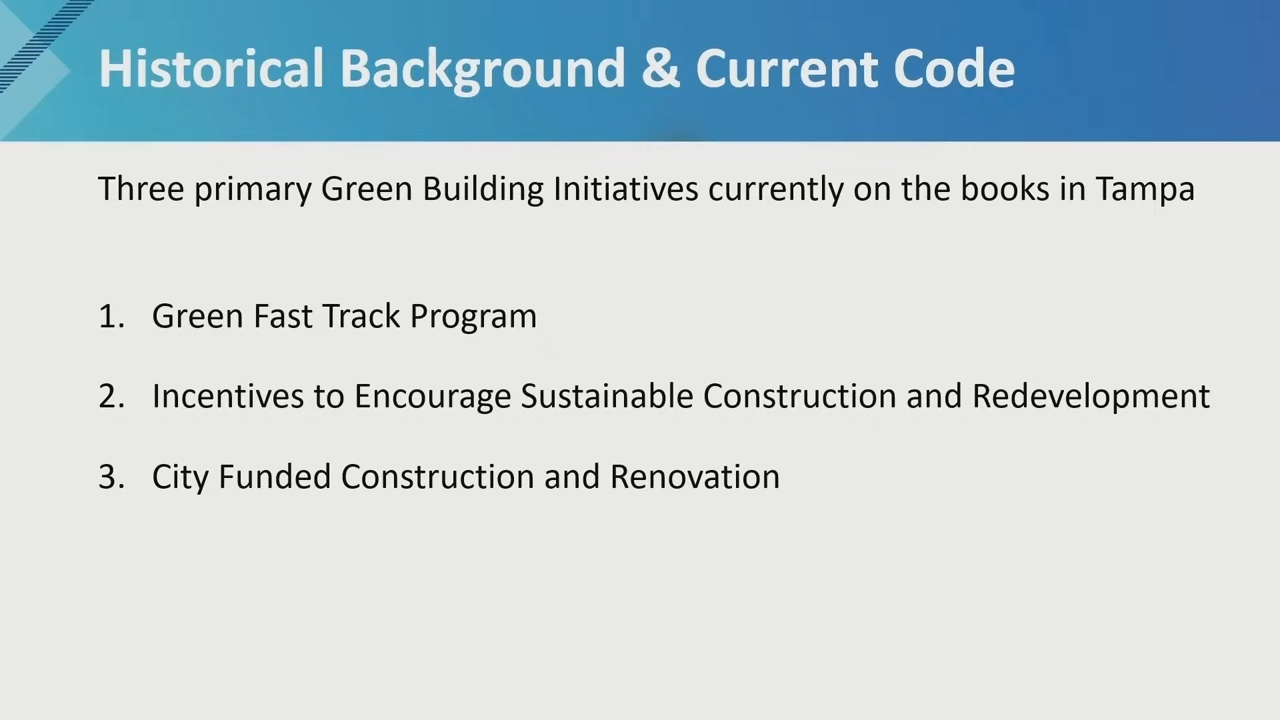 Historical Background & Current Code
Three primary Green Building Initiatives currently on the books in Tampa
1. Green Fast Track Program
2. Incentives to Encourage Sustainable Construction and Redevelopment
3. City Funded Construction and Renovation